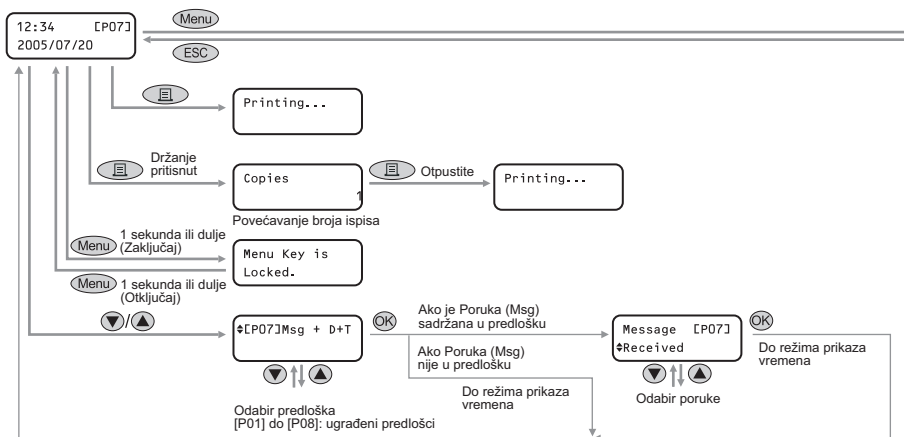 12:34 [P07]
2005/07/20
Menu
ESC
Printing...
Držanje
pritisnut
Copies
1
Otpustite
Printing...
Povećavanje broja ispisa
Menu
1 sekunda ili dulje
(Zaključaj)
Menu Key is
Locked.
Menu
1 sekunda ili dulje
(Otključaj)
▼/▲
[P07]Msg + D+T
OK
Ako je Poruka (Msg)
sadržana u predlošku
Ako Poruka (Msg)
nije u predlošku
Message [P07]
Received
OK
Do režima prikaza
vremena
Odabir poruke
Do režima prikaza
vremena
Odabir predloška
[P01] do [P08]: ugrađeni predlošci